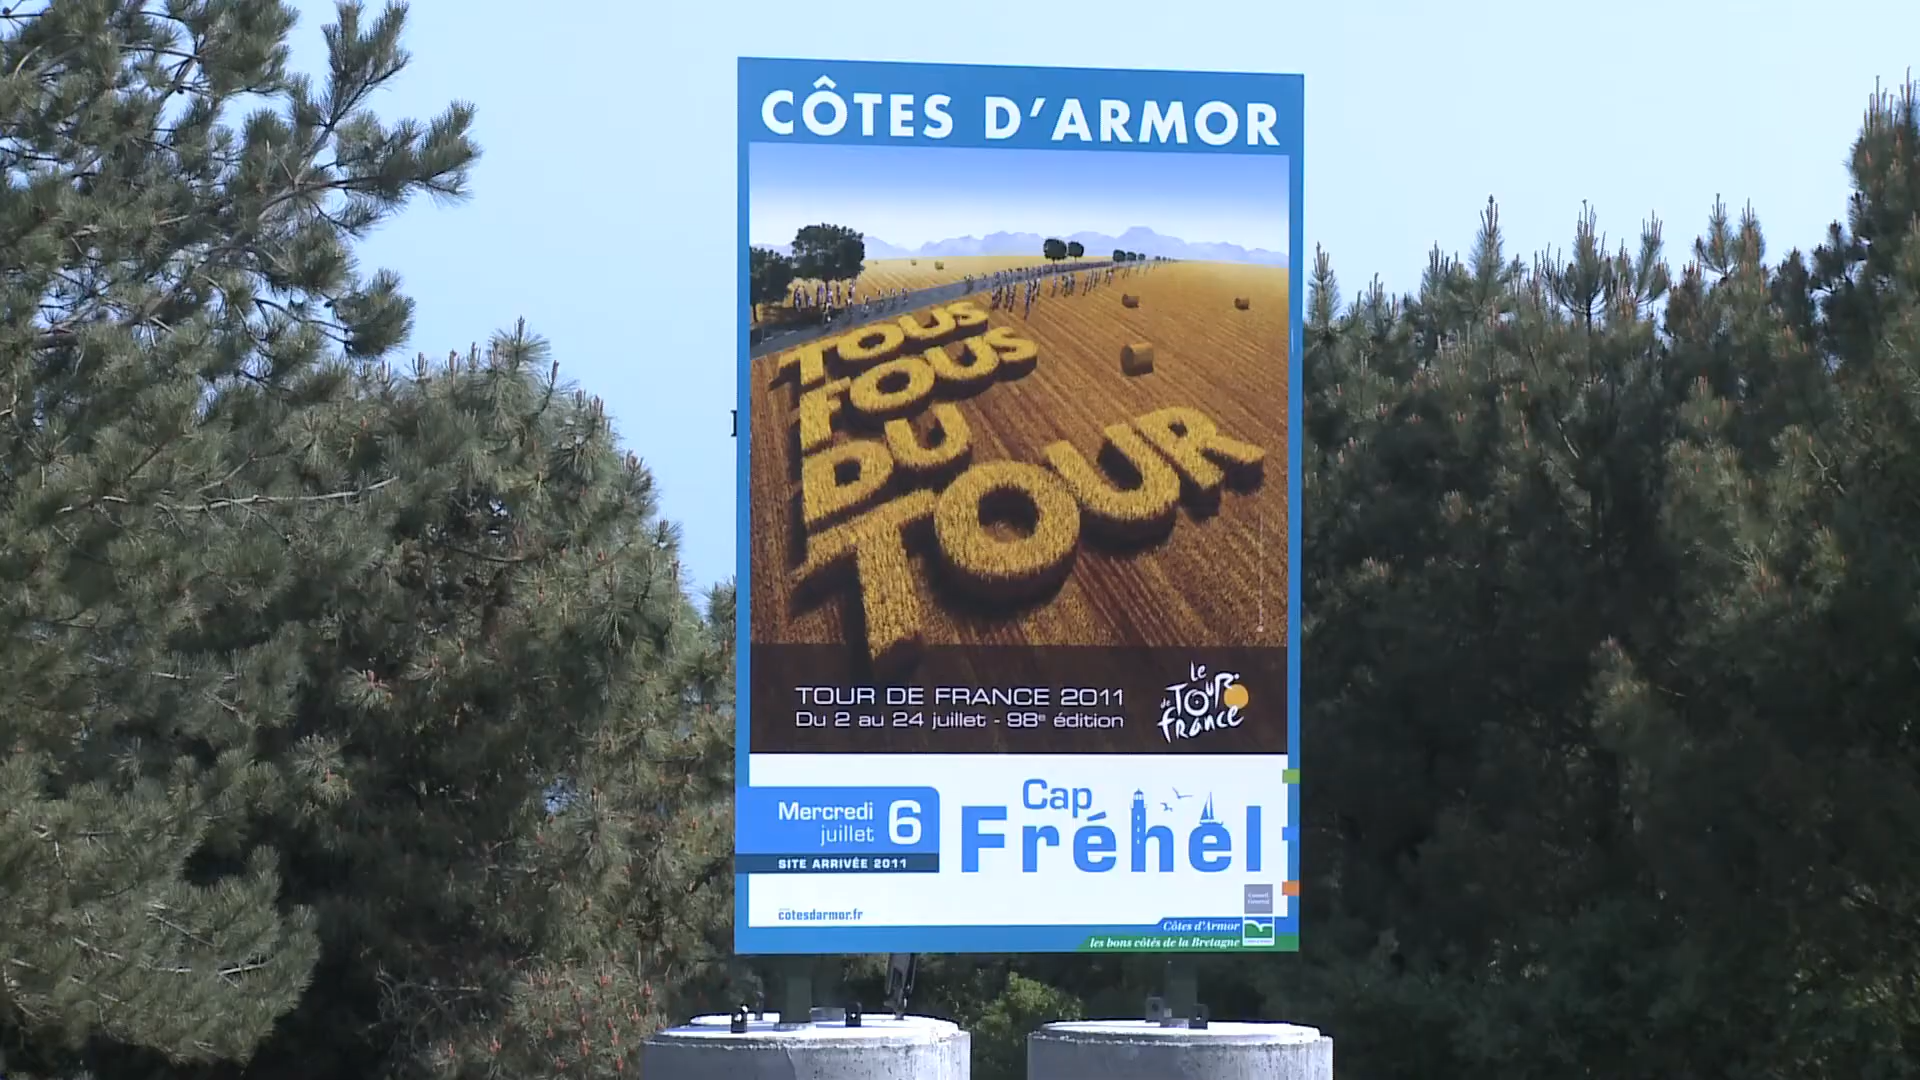 CÔTES D'ARMOR
TOUS
FOUS
DU
TOUR
TOUR DE FRANCE 2011
Du 2 au 24 juillet - 98e édition
le TOUR de france
Mercredi 6
juillet
SITE ARRIVÉE 2011
Cap
Fréhel
Conseil
Général
cotesdarmor.fr
Côtes d'Armor
les bons côtés de la Bretagne